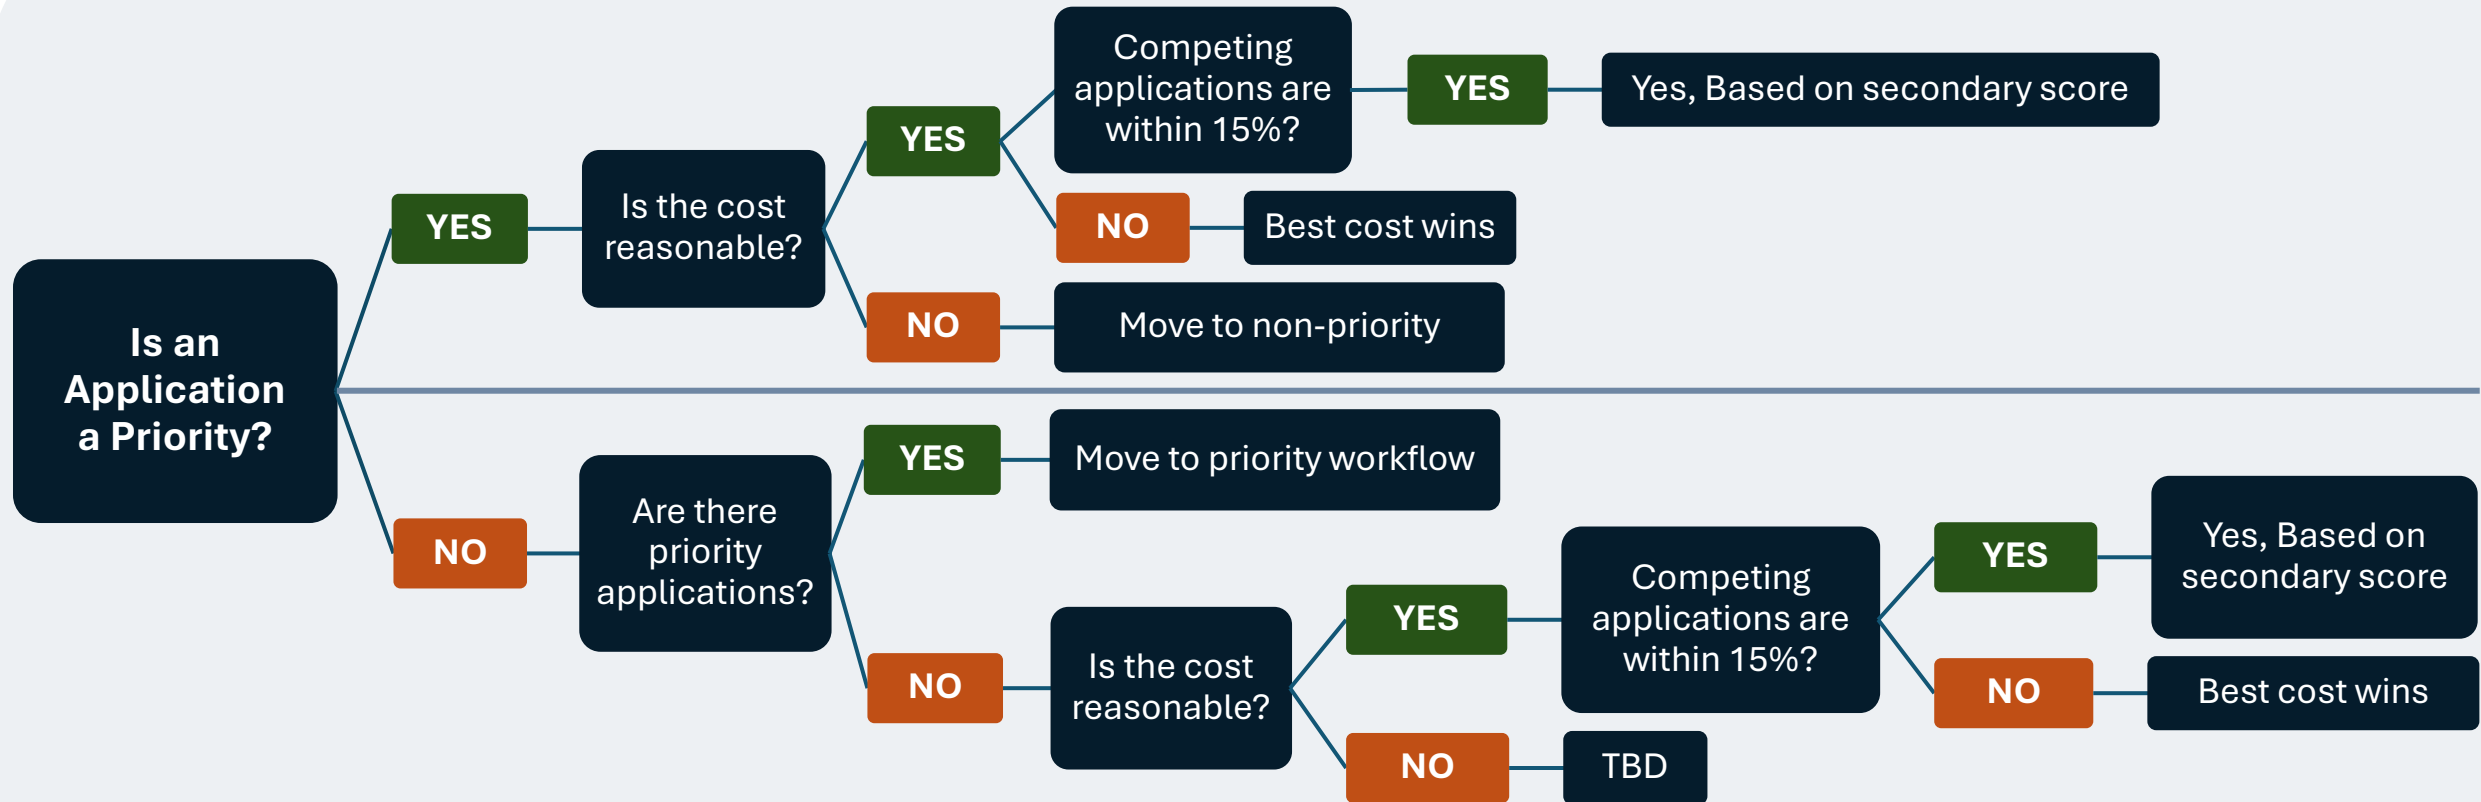 Is an
Application
a Priority?
YES
Is the cost
reasonable?
YES
Competing
applications are
within 15%?
YES
Yes, Based on secondary score
NO
Best cost wins
NO
Move to non-priority
NO
Are there
priority
applications?
YES
Move to priority workflow
NO
Is the cost
reasonable?
YES
Competing
applications are
within 15%?
YES
Yes, Based on
secondary score
NO
Best cost wins
NO
TBD